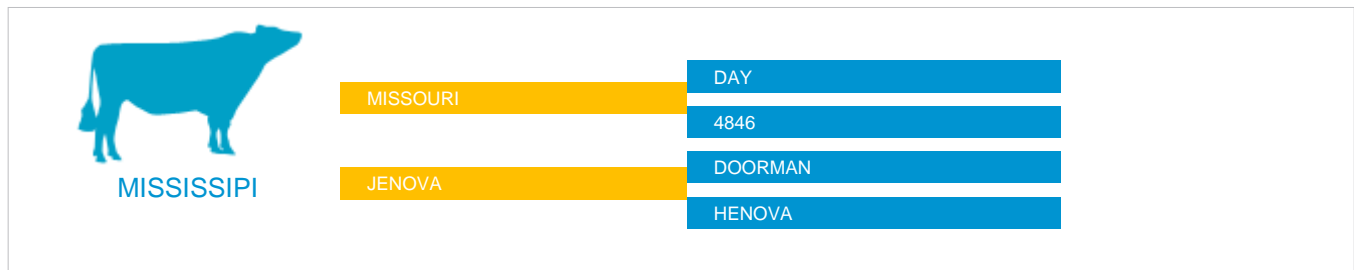 MISSISSIPI
MISSOURI
JENOVA
DAY
4846
DOORMAN
HENOVA